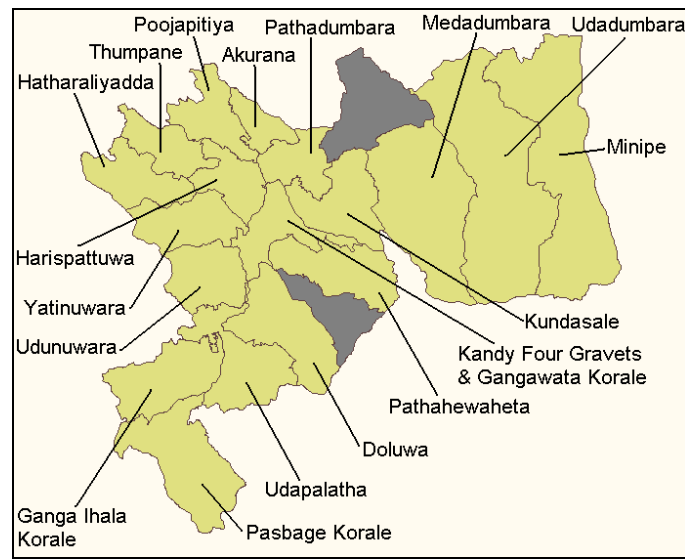 Poojapitiya
Pathadumbara
Medadumbara
Udadumbara
Thumpane
Akurana
Hatharaliyadda
Minipe
Harispattuwa
Yatinuwara
Kundasale
Udunuwara
Kandy Four Gravets
& Gangawata Korale
Pathahewaheta
Doluwa
Udapalatha
Ganga Ihala
Korale
Pasbage Korale